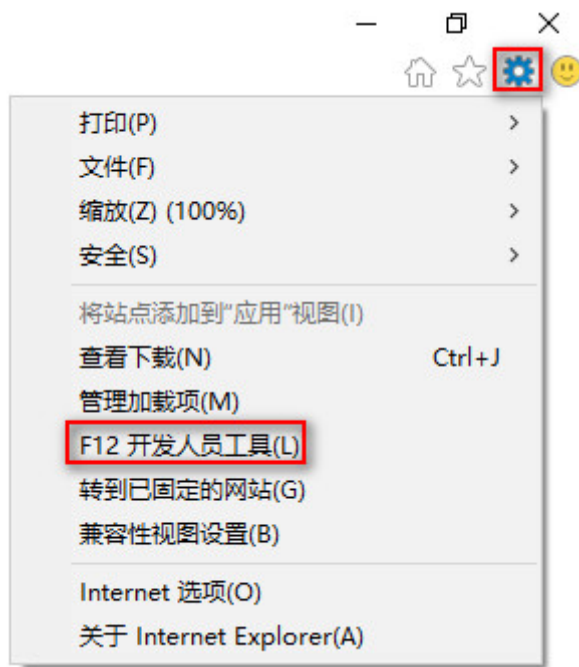 打印(P)
文件(F)
缩放(Z) (100%)
安全(S)
将站点添加到"应用"视图(I)
查看下载(N) Ctrl+J
管理加载项(M)
F12 开发人员工具(L)
转到已固定的网站(G)
兼容性视图设置(B)
Internet 选项(O)
关于 Internet Explorer(A)